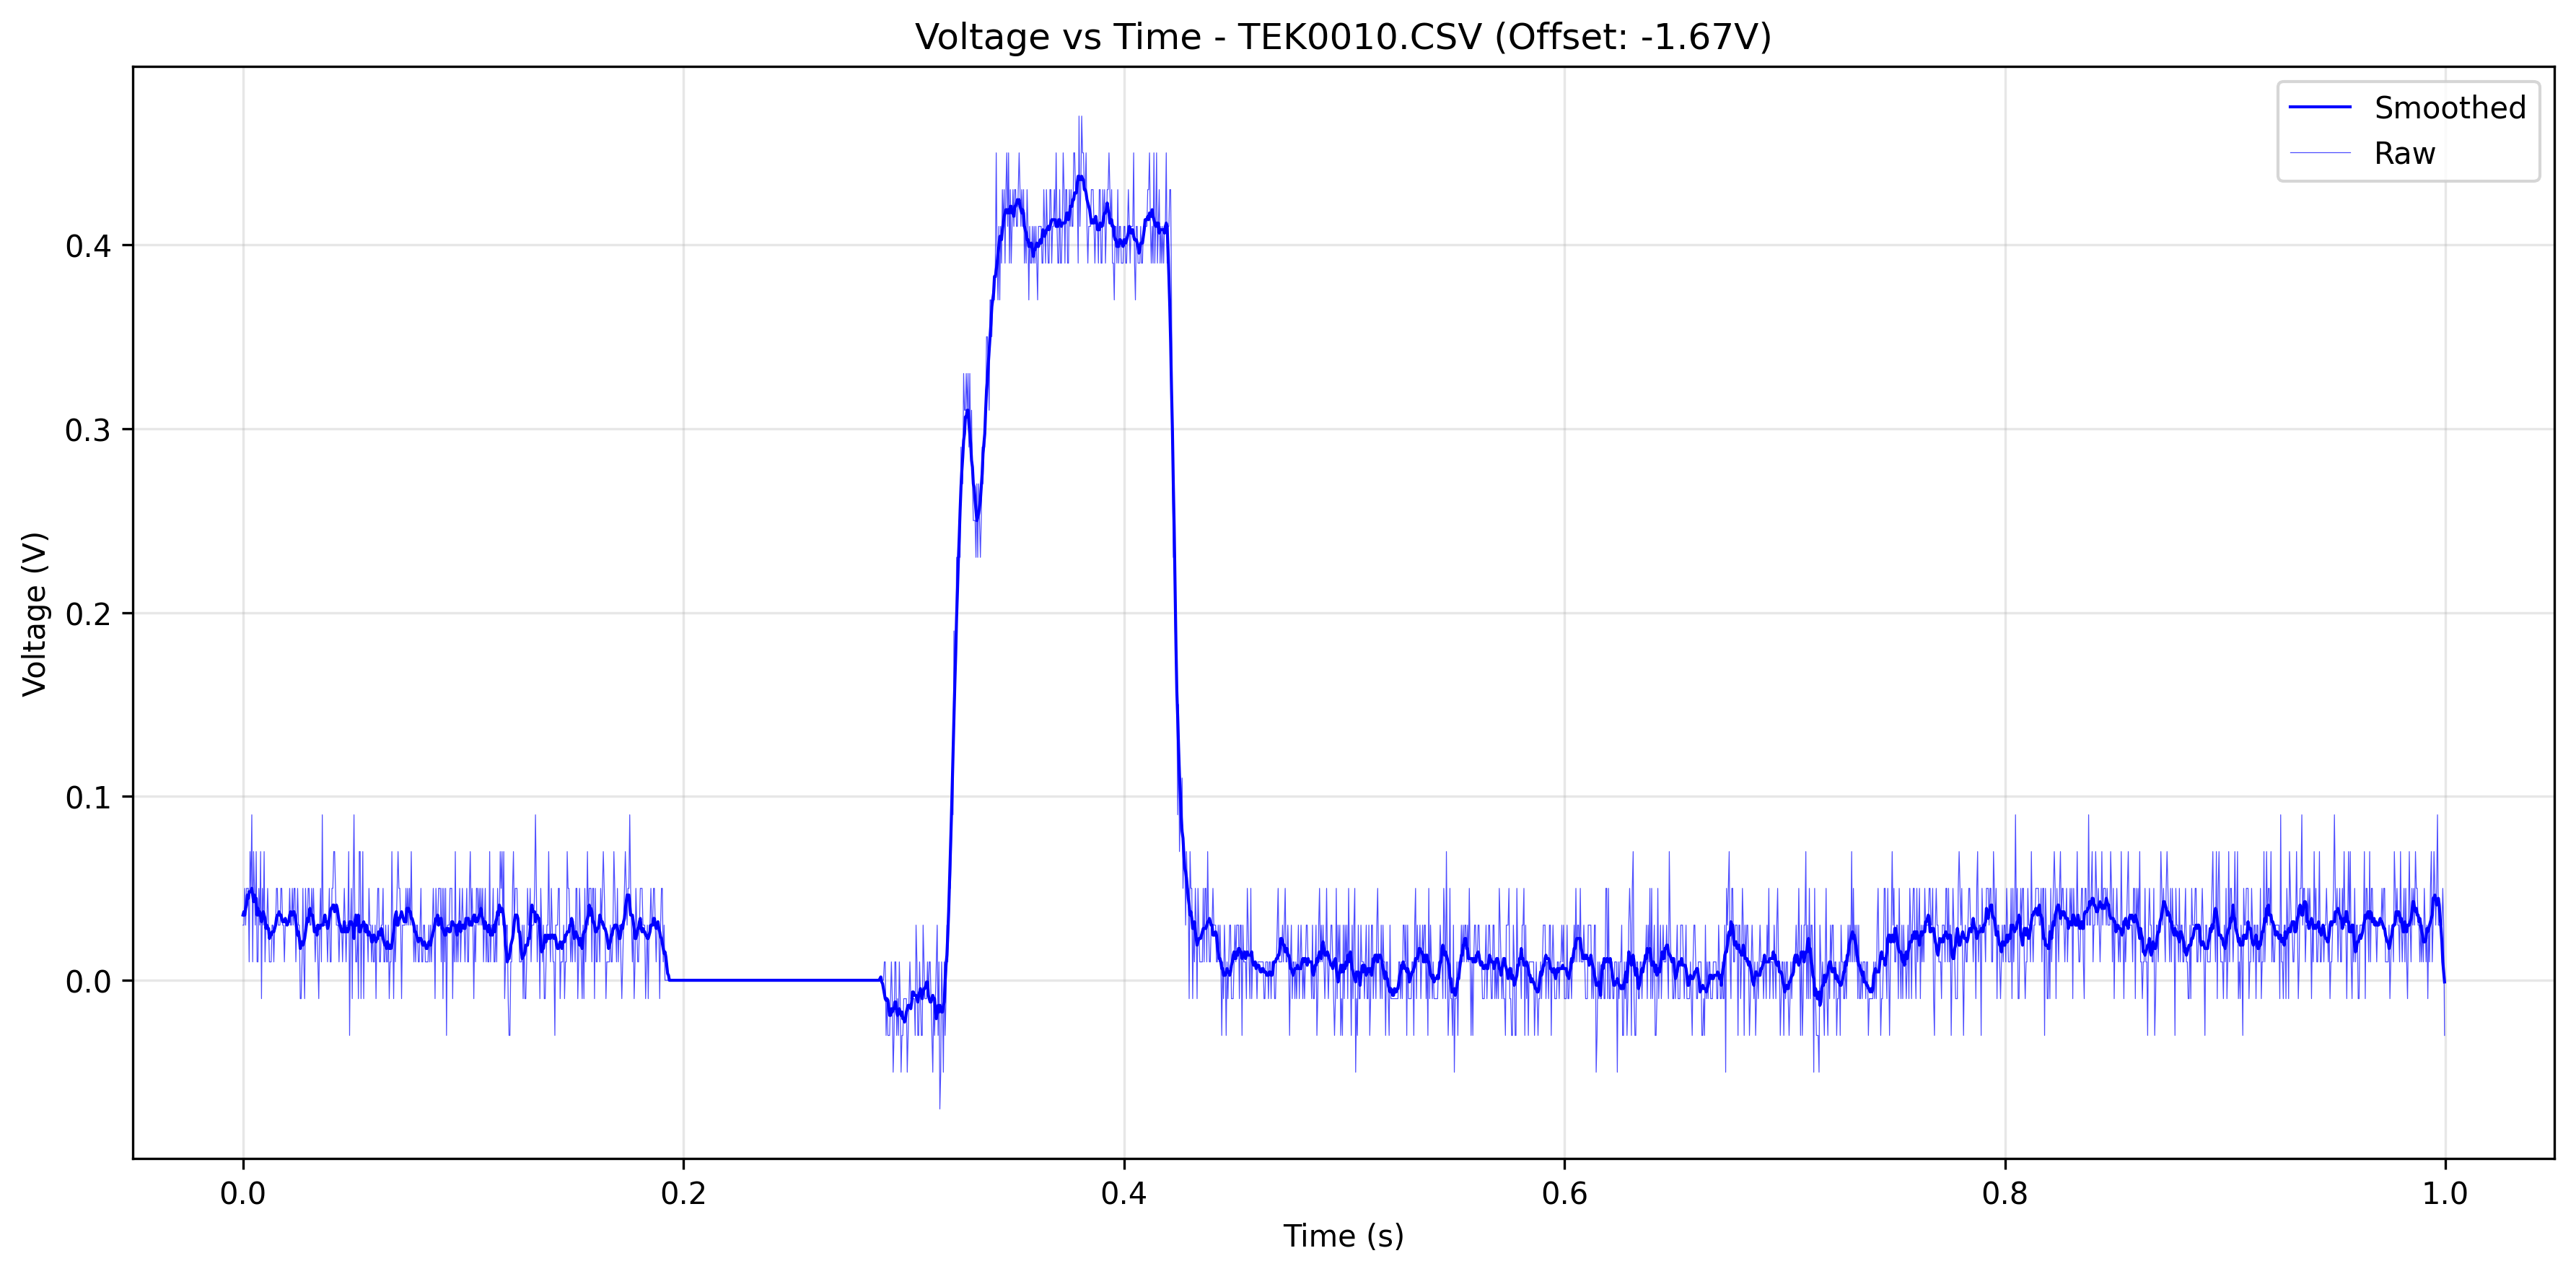 Voltage vs Time - TEK0010.CSV (Offset: -1.67V)
Smoothed
Raw
Voltage (V)
0.4
0.3
0.2
0.1
0.0
0.0 0.2 0.4 0.6 0.8 1.0
Time (s)